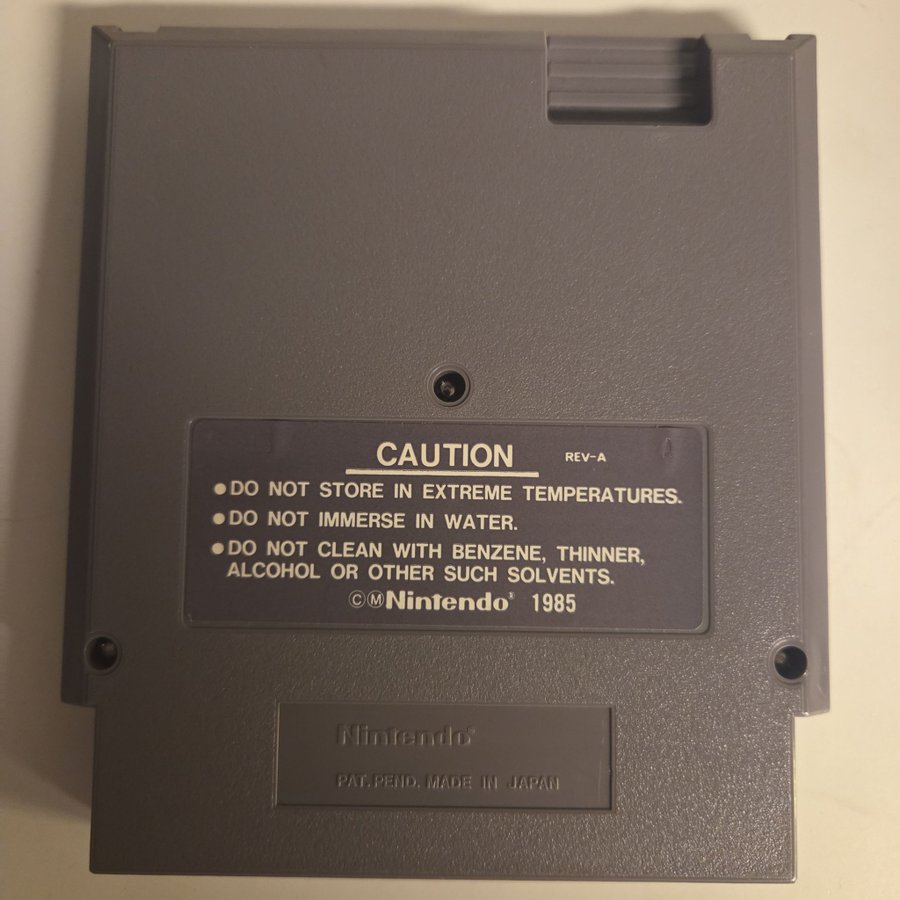 CAUTION REV-A
●DO NOT STORE IN EXTREME TEMPERATURES.
●DO NOT IMMERSE IN WATER.
●DO NOT CLEAN WITH BENZENE, THINNER,
ALCOHOL OR OTHER SUCH SOLVENTS.
ⒸⓂNintendo® 1985
Nintendo®
PAT. PEND. MADE IN JAPAN